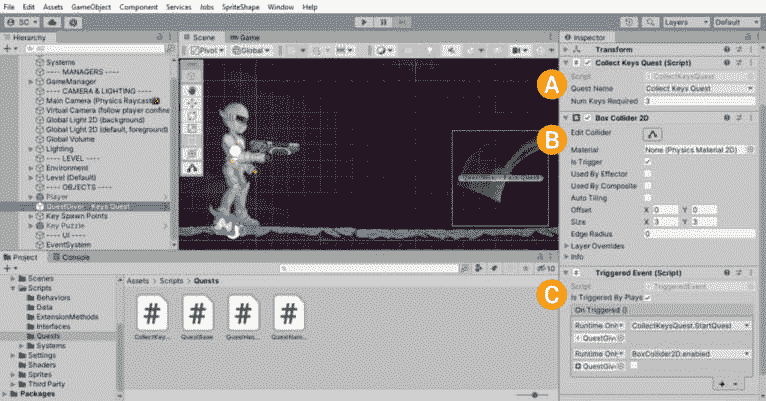 File Edit Assets GameObject Component Services Jobs SpriteShape Window Help
SC Layers Default
Hierarchy
All
Systems
---- MANAGERS ----
GameManager
---- CAMERA & LIGHTING ----
Main Camera (Physics Raycast
Virtual Camera (follow player confine
Global Light 2D (background)
Global Light 2D (default, foreground)
Global Volume
Lighting
---- LEVEL ----
Environment
Level (Default)
---- OBJECTS ----
Player
QuestGiver - Keys Quest
Key Spawn Points
Key Puzzle
---- UI ----
EventSystem
Scene Game
Pivot Global 2D
Inspector
Transform
A
Collect Keys Quest (Script)
Script CollectKeysQuest
Quest Name Collect Keys Quest
Num Keys Required 3
B
Box Collider 2D
Edit Collider
Material None (Physics Material 2D)
Is Trigger
Used By Effector
Used By Composite
Auto Tiling
Offset X 0 Y 0
Size X 3 Y 3
Edge Radius 0
Layer Overrides
Info
C
Triggered Event (Script)
Script TriggeredEvent
Is Triggered By Playe
On Triggered ()
Runtime Only CollectKeysQuest.StartQuest
QuestGive
Runtime Only BoxCollider2D.enabled
QuestGive
Project Console
10
Scenes
Scripts
Behaviors
Data
ExtensionMethods
Interfaces
Quests
Systems
Settings
Shaders
Sprites
Third Party
Packages
Assets > Scripts > Quests
CollectKey... QuestBase QuestHas... QuestNam...